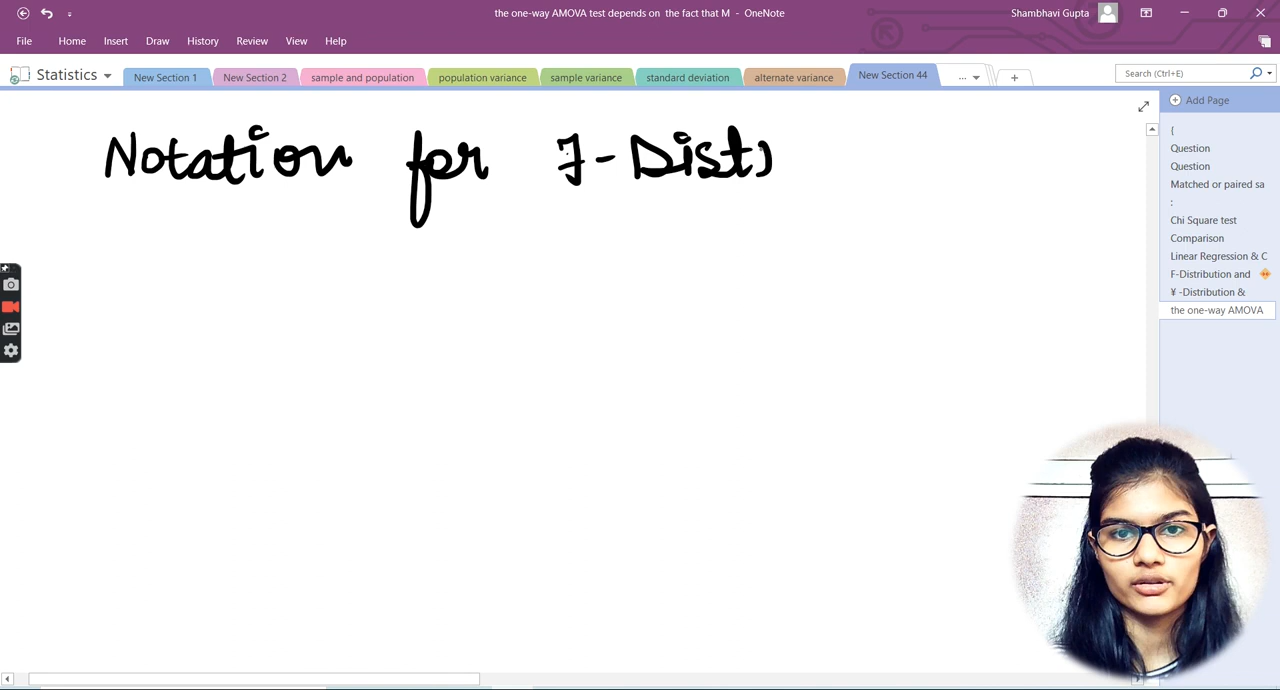 the one-way AMOVA test depends on the fact that M - OneNote
Shambhavi Gupta
File Home Insert Draw History Review View Help
Statistics
New Section 1
New Section 2
sample and population
population variance
sample variance
standard deviation
alternate variance
New Section 44
...
+
Search (Ctrl+E)
Add Page
Notation for F-Dist
{
Question
Question
Matched or paired sa
:
Chi Square test
Comparison
Linear Regression & C
F-Distribution and
¥ -Distribution &
the one-way AMOVA